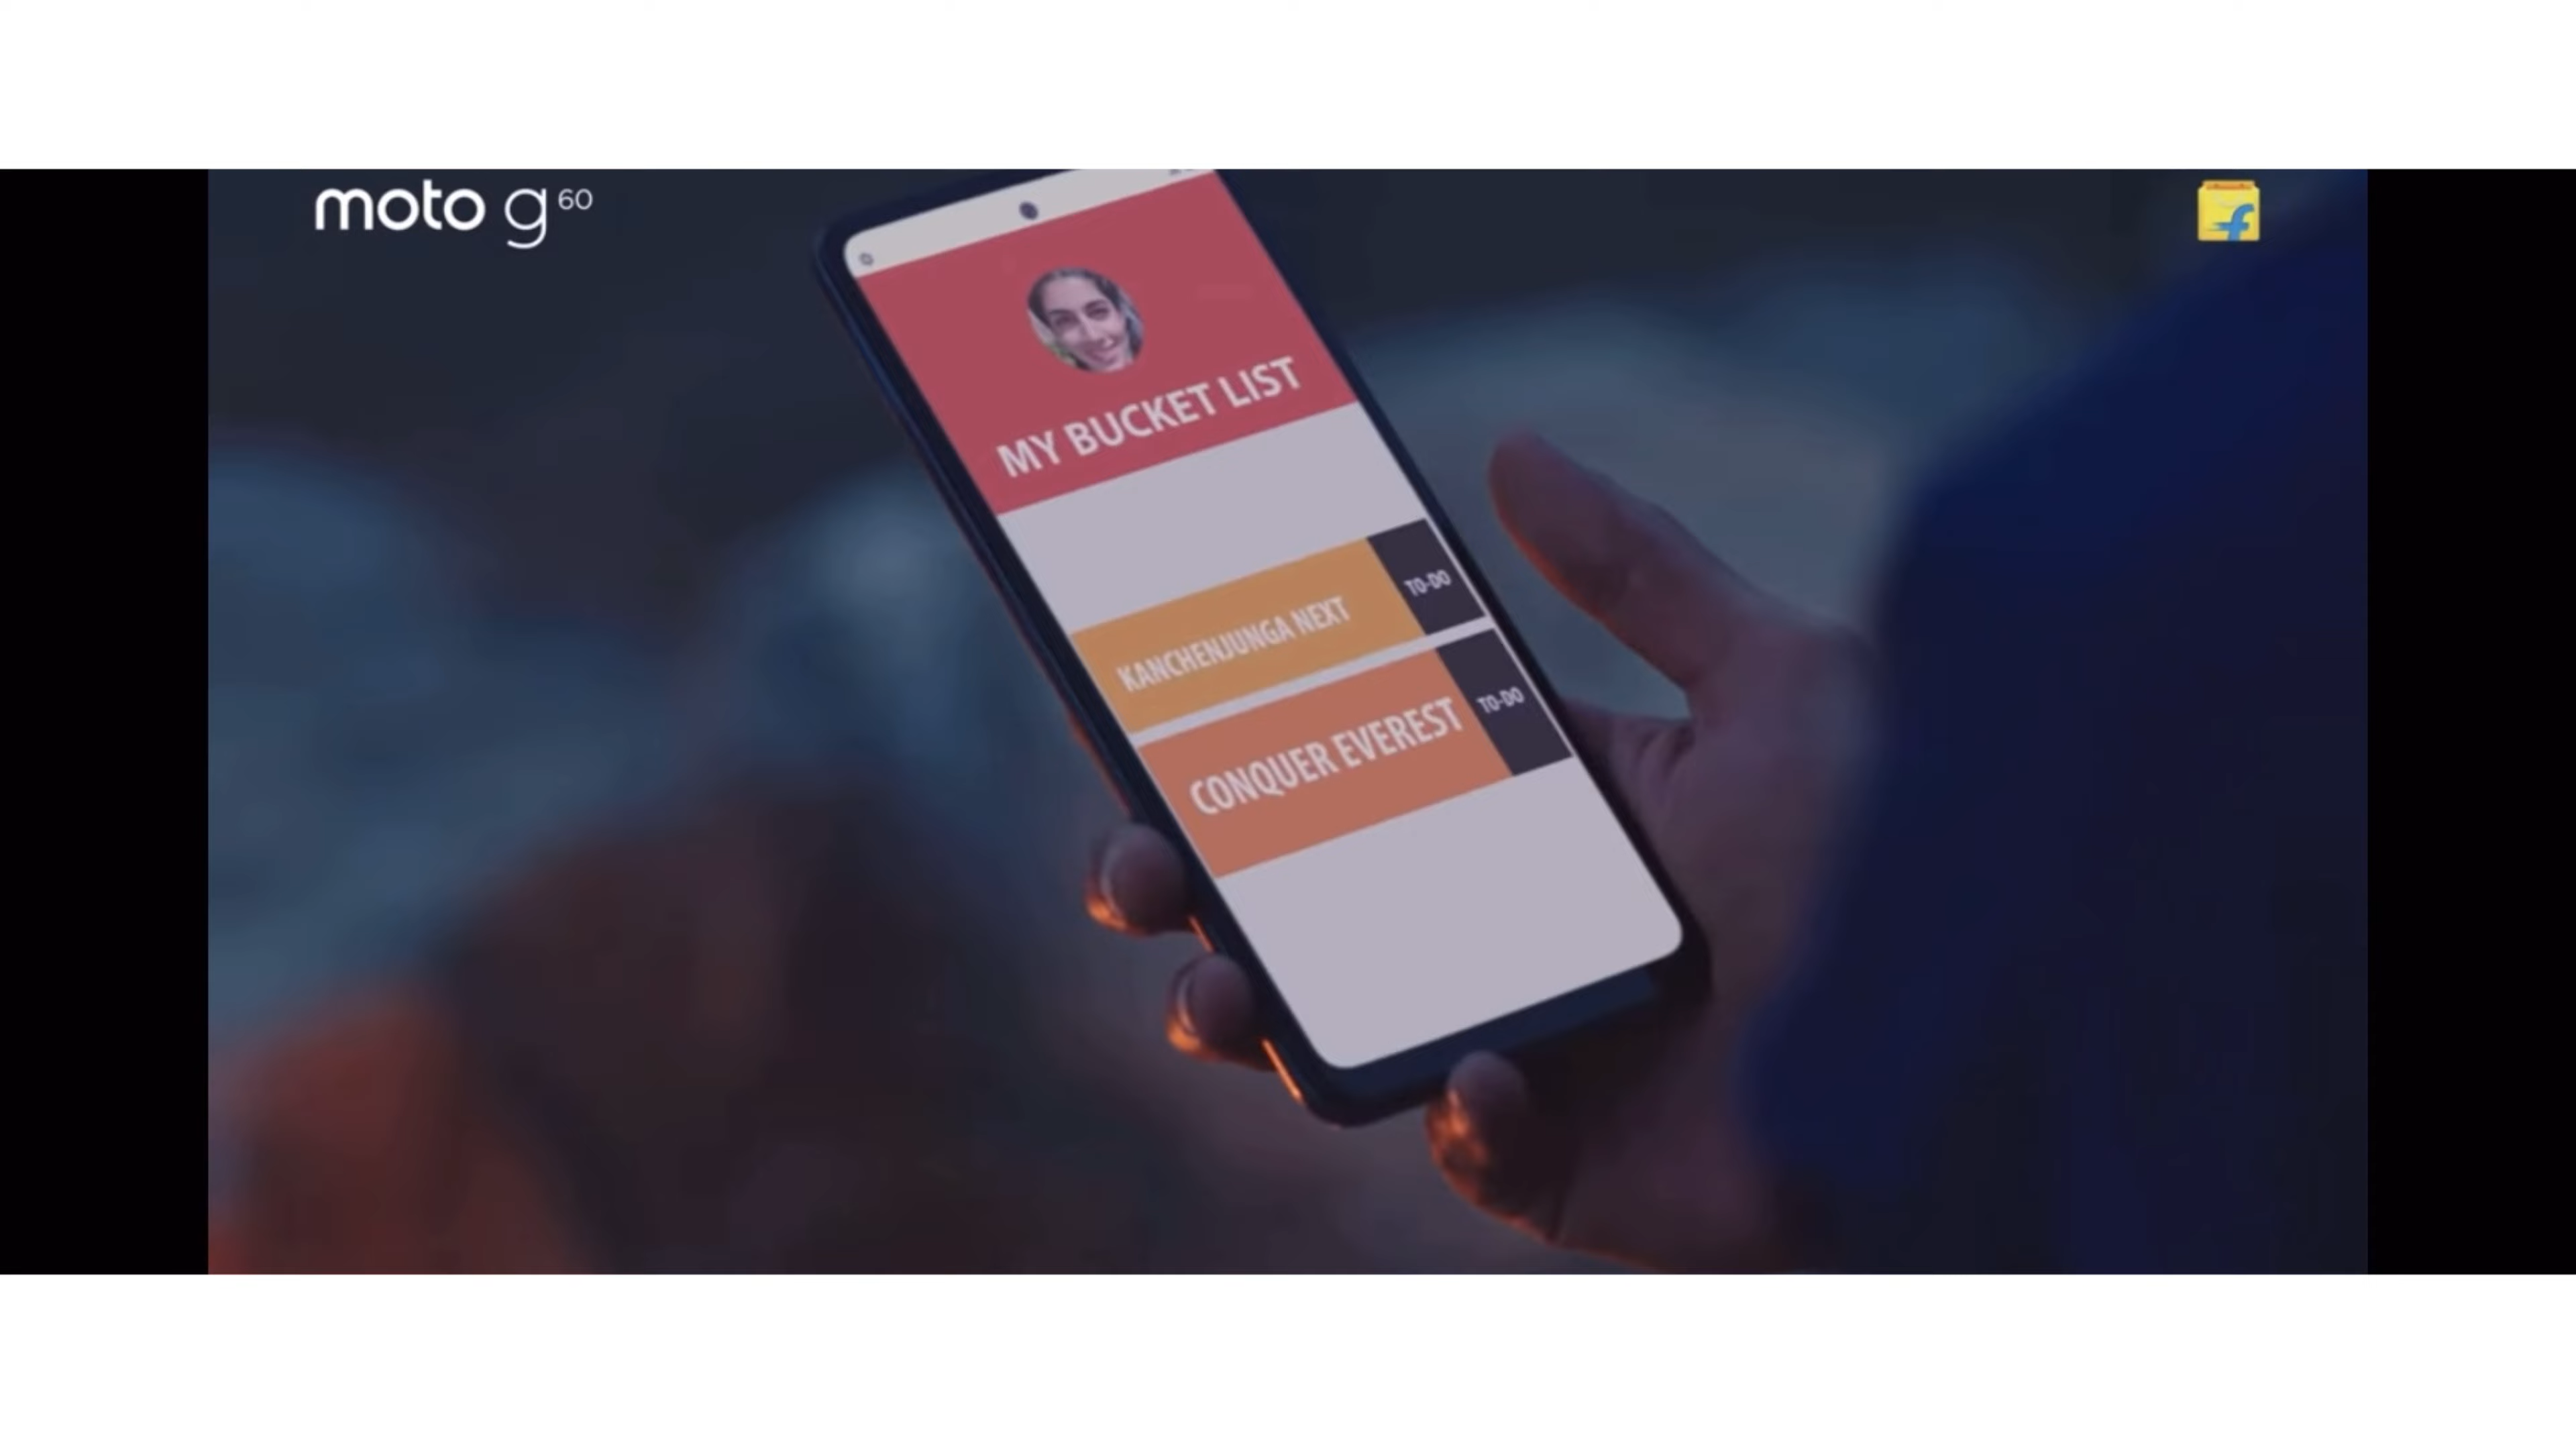 moto g60
MY BUCKET LIST
KANCHENJUNGA NEXT
TO-DO
CONQUER EVEREST
TO-DO